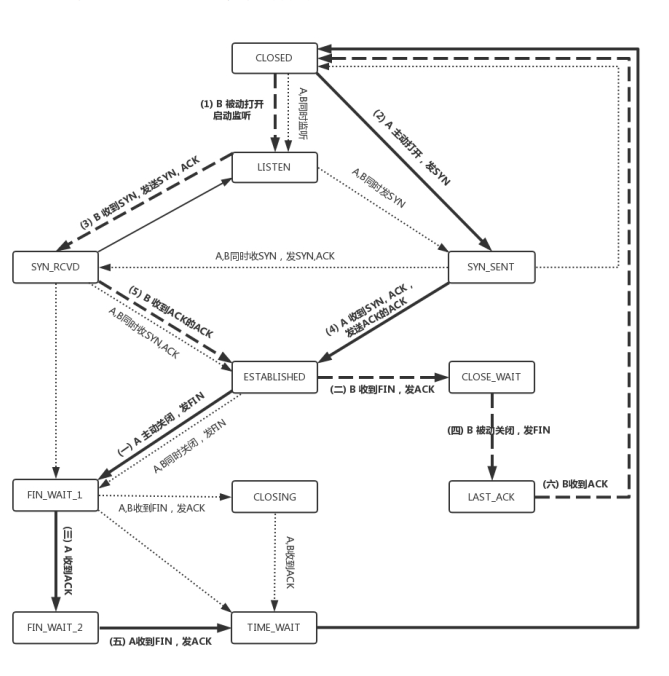 CLOSED
(1) B 被动打开
启动监听
A,B同时监听
(2) A 主动打开，发SYN
LISTEN
(3) B 收到SYN, 发送SYN, ACK
A,B同时发SYN
SYN_RCVD
A,B同时收SYN，发SYN,ACK
SYN_SENT
(5) B 收到ACK的ACK
A,B同时收SYN,ACK
(4) A 收到SYN, ACK，
发送ACK的ACK
ESTABLISHED
(二) B 收到FIN，发ACK
CLOSE_WAIT
(一) A 主动关闭，发FIN
A,B同时关闭，发FIN
(四) B 被动关闭，发FIN
FIN_WAIT_1
A,B收到FIN，发ACK
CLOSING
LAST_ACK
(六) B收到ACK
(三) A 收到ACK
A,B收到ACK
FIN_WAIT_2
(五) A收到FIN，发ACK
TIME_WAIT